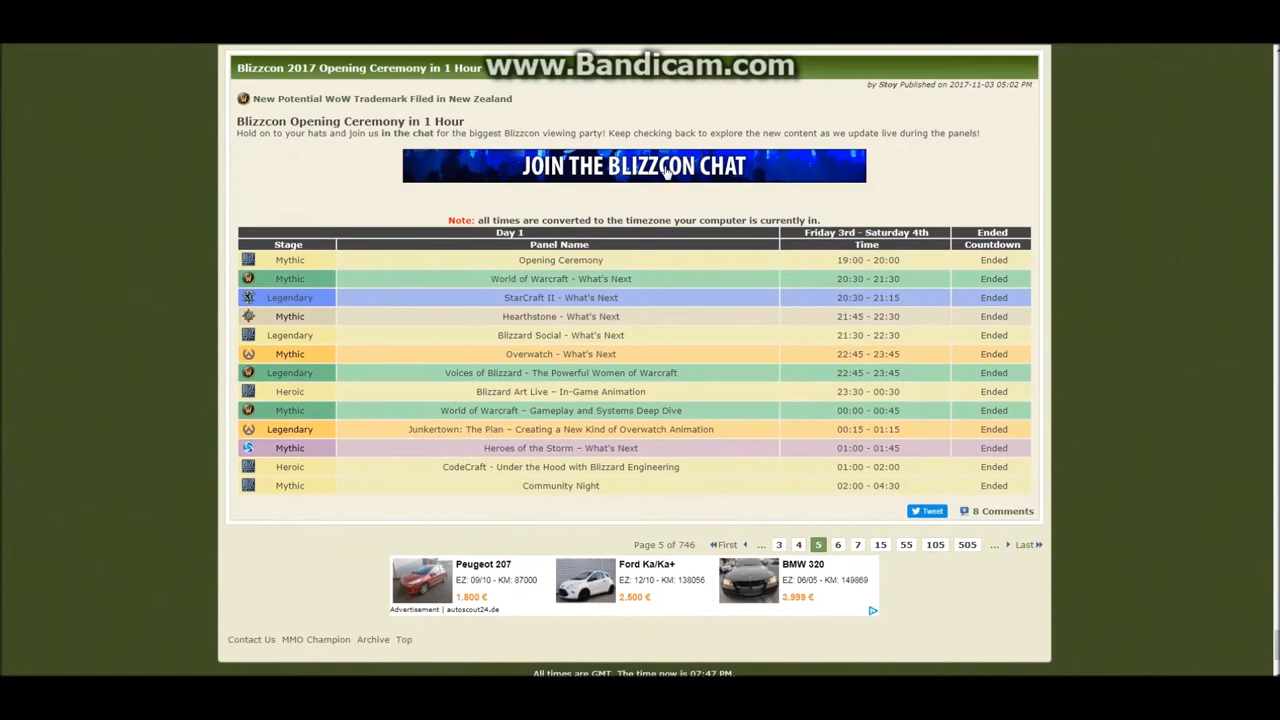 www.Bandicam.com
Blizzcon 2017 Opening Ceremony in 1 Hour
by Stoy Published on 2017-11-03 05:02 PM
New Potential WoW Trademark Filed in New Zealand
Blizzcon Opening Ceremony in 1 Hour
Hold on to your hats and join us in the chat for the biggest Blizzcon viewing party! Keep checking back to explore the new content as we update live during the panels!
JOIN THE BLIZZCON CHAT
Note: all times are converted to the timezone your computer is currently in.
Day 1 Friday 3rd - Saturday 4th Ended
Stage Panel Name Time Countdown
Mythic Opening Ceremony 19:00 - 20:00 Ended
Mythic World of Warcraft - What's Next 20:30 - 21:30 Ended
Legendary StarCraft II - What's Next 20:30 - 21:15 Ended
Mythic Hearthstone - What's Next 21:45 - 22:30 Ended
Legendary Blizzard Social - What's Next 21:30 - 22:30 Ended
Mythic Overwatch - What's Next 22:45 - 23:45 Ended
Legendary Voices of Blizzard - The Powerful Women of Warcraft 22:45 - 23:45 Ended
Heroic Blizzard Art Live – In-Game Animation 23:30 - 00:30 Ended
Mythic World of Warcraft – Gameplay and Systems Deep Dive 00:00 - 00:45 Ended
Legendary Junkertown: The Plan – Creating a New Kind of Overwatch Animation 00:15 - 01:15 Ended
Mythic Heroes of the Storm – What's Next 01:00 - 01:45 Ended
Heroic CodeCraft - Under the Hood with Blizzard Engineering 01:00 - 02:00 Ended
Mythic Community Night 02:00 - 04:30 Ended
Tweet 8 Comments
Page 5 of 746 First ... 3 4 5 6 7 15 55 105 505 ... Last
Peugeot 207 Ford Ka/Ka+ BMW 320
EZ: 09/10 - KM: 87000 EZ: 12/10 - KM: 138056 EZ: 06/05 - KM: 149869
1.800 € 2.500 € 3.999 €
Advertisement | autoscout24.de
Contact Us MMO Champion Archive Top
All times are GMT. The time now is 07:47 PM.